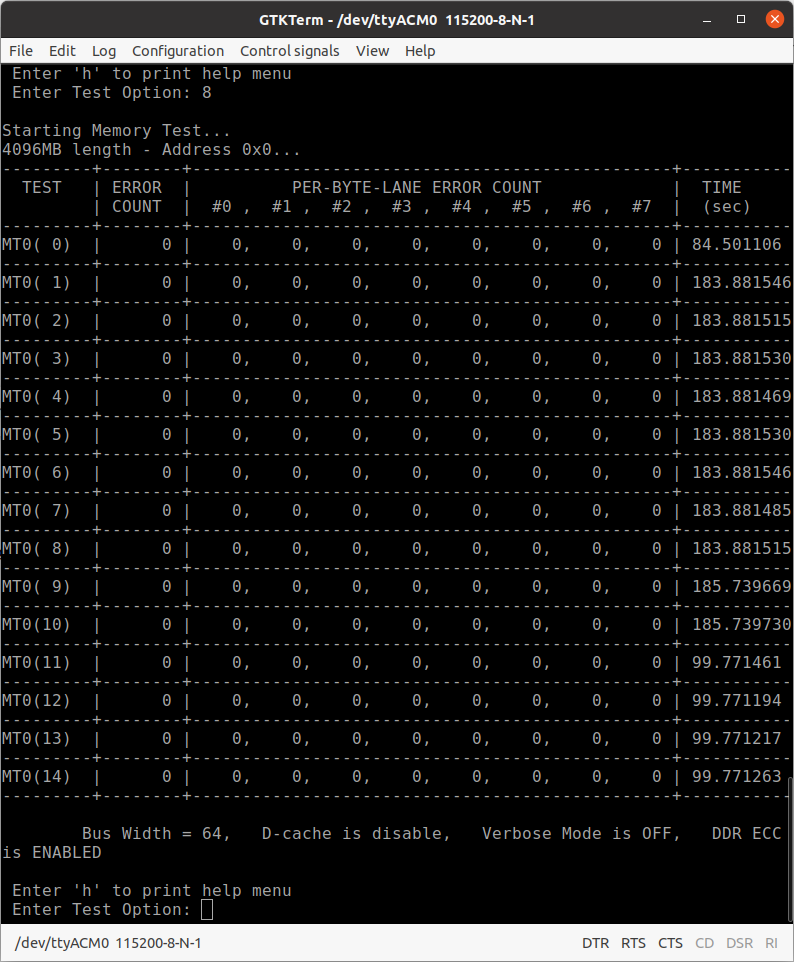 GTKTerm - /dev/ttyACM0 115200-8-N-1
File Edit Log Configuration Control signals View Help
Enter 'h' to print help menu
Enter Test Option: 8
Starting Memory Test...
4096MB length - Address 0x0...
---------+--------+------------------------------------------------+-----------
  TEST   | ERROR  |          PER-BYTE-LANE ERROR COUNT             |  TIME
         | COUNT  |  #0 ,  #1 ,  #2 ,  #3 ,  #4 ,  #5 ,  #6 ,  #7  |  (sec)
---------+--------+------------------------------------------------+-----------
MT0( 0)  |      0 |    0,    0,    0,    0,    0,    0,    0,    0 | 84.501106
---------+--------+------------------------------------------------+-----------
MT0( 1)  |      0 |    0,    0,    0,    0,    0,    0,    0,    0 | 183.881546
---------+--------+------------------------------------------------+-----------
MT0( 2)  |      0 |    0,    0,    0,    0,    0,    0,    0,    0 | 183.881515
---------+--------+------------------------------------------------+-----------
MT0( 3)  |      0 |    0,    0,    0,    0,    0,    0,    0,    0 | 183.881530
---------+--------+------------------------------------------------+-----------
MT0( 4)  |      0 |    0,    0,    0,    0,    0,    0,    0,    0 | 183.881469
---------+--------+------------------------------------------------+-----------
MT0( 5)  |      0 |    0,    0,    0,    0,    0,    0,    0,    0 | 183.881530
---------+--------+------------------------------------------------+-----------
MT0( 6)  |      0 |    0,    0,    0,    0,    0,    0,    0,    0 | 183.881546
---------+--------+------------------------------------------------+-----------
MT0( 7)  |      0 |    0,    0,    0,    0,    0,    0,    0,    0 | 183.881485
---------+--------+------------------------------------------------+-----------
MT0( 8)  |      0 |    0,    0,    0,    0,    0,    0,    0,    0 | 183.881515
---------+--------+------------------------------------------------+-----------
MT0( 9)  |      0 |    0,    0,    0,    0,    0,    0,    0,    0 | 185.739669
---------+--------+------------------------------------------------+-----------
MT0(10)  |      0 |    0,    0,    0,    0,    0,    0,    0,    0 | 185.739730
---------+--------+------------------------------------------------+-----------
MT0(11)  |      0 |    0,    0,    0,    0,    0,    0,    0,    0 | 99.771461
---------+--------+------------------------------------------------+-----------
MT0(12)  |      0 |    0,    0,    0,    0,    0,    0,    0,    0 | 99.771194
---------+--------+------------------------------------------------+-----------
MT0(13)  |      0 |    0,    0,    0,    0,    0,    0,    0,    0 | 99.771217
---------+--------+------------------------------------------------+-----------
MT0(14)  |      0 |    0,    0,    0,    0,    0,    0,    0,    0 | 99.771263
---------+--------+------------------------------------------------+-----------
Bus Width = 64,   D-cache is disable,   Verbose Mode is OFF,   DDR ECC
is ENABLED
Enter 'h' to print help menu
Enter Test Option:
/dev/ttyACM0 115200-8-N-1 DTR RTS CTS CD DSR RI